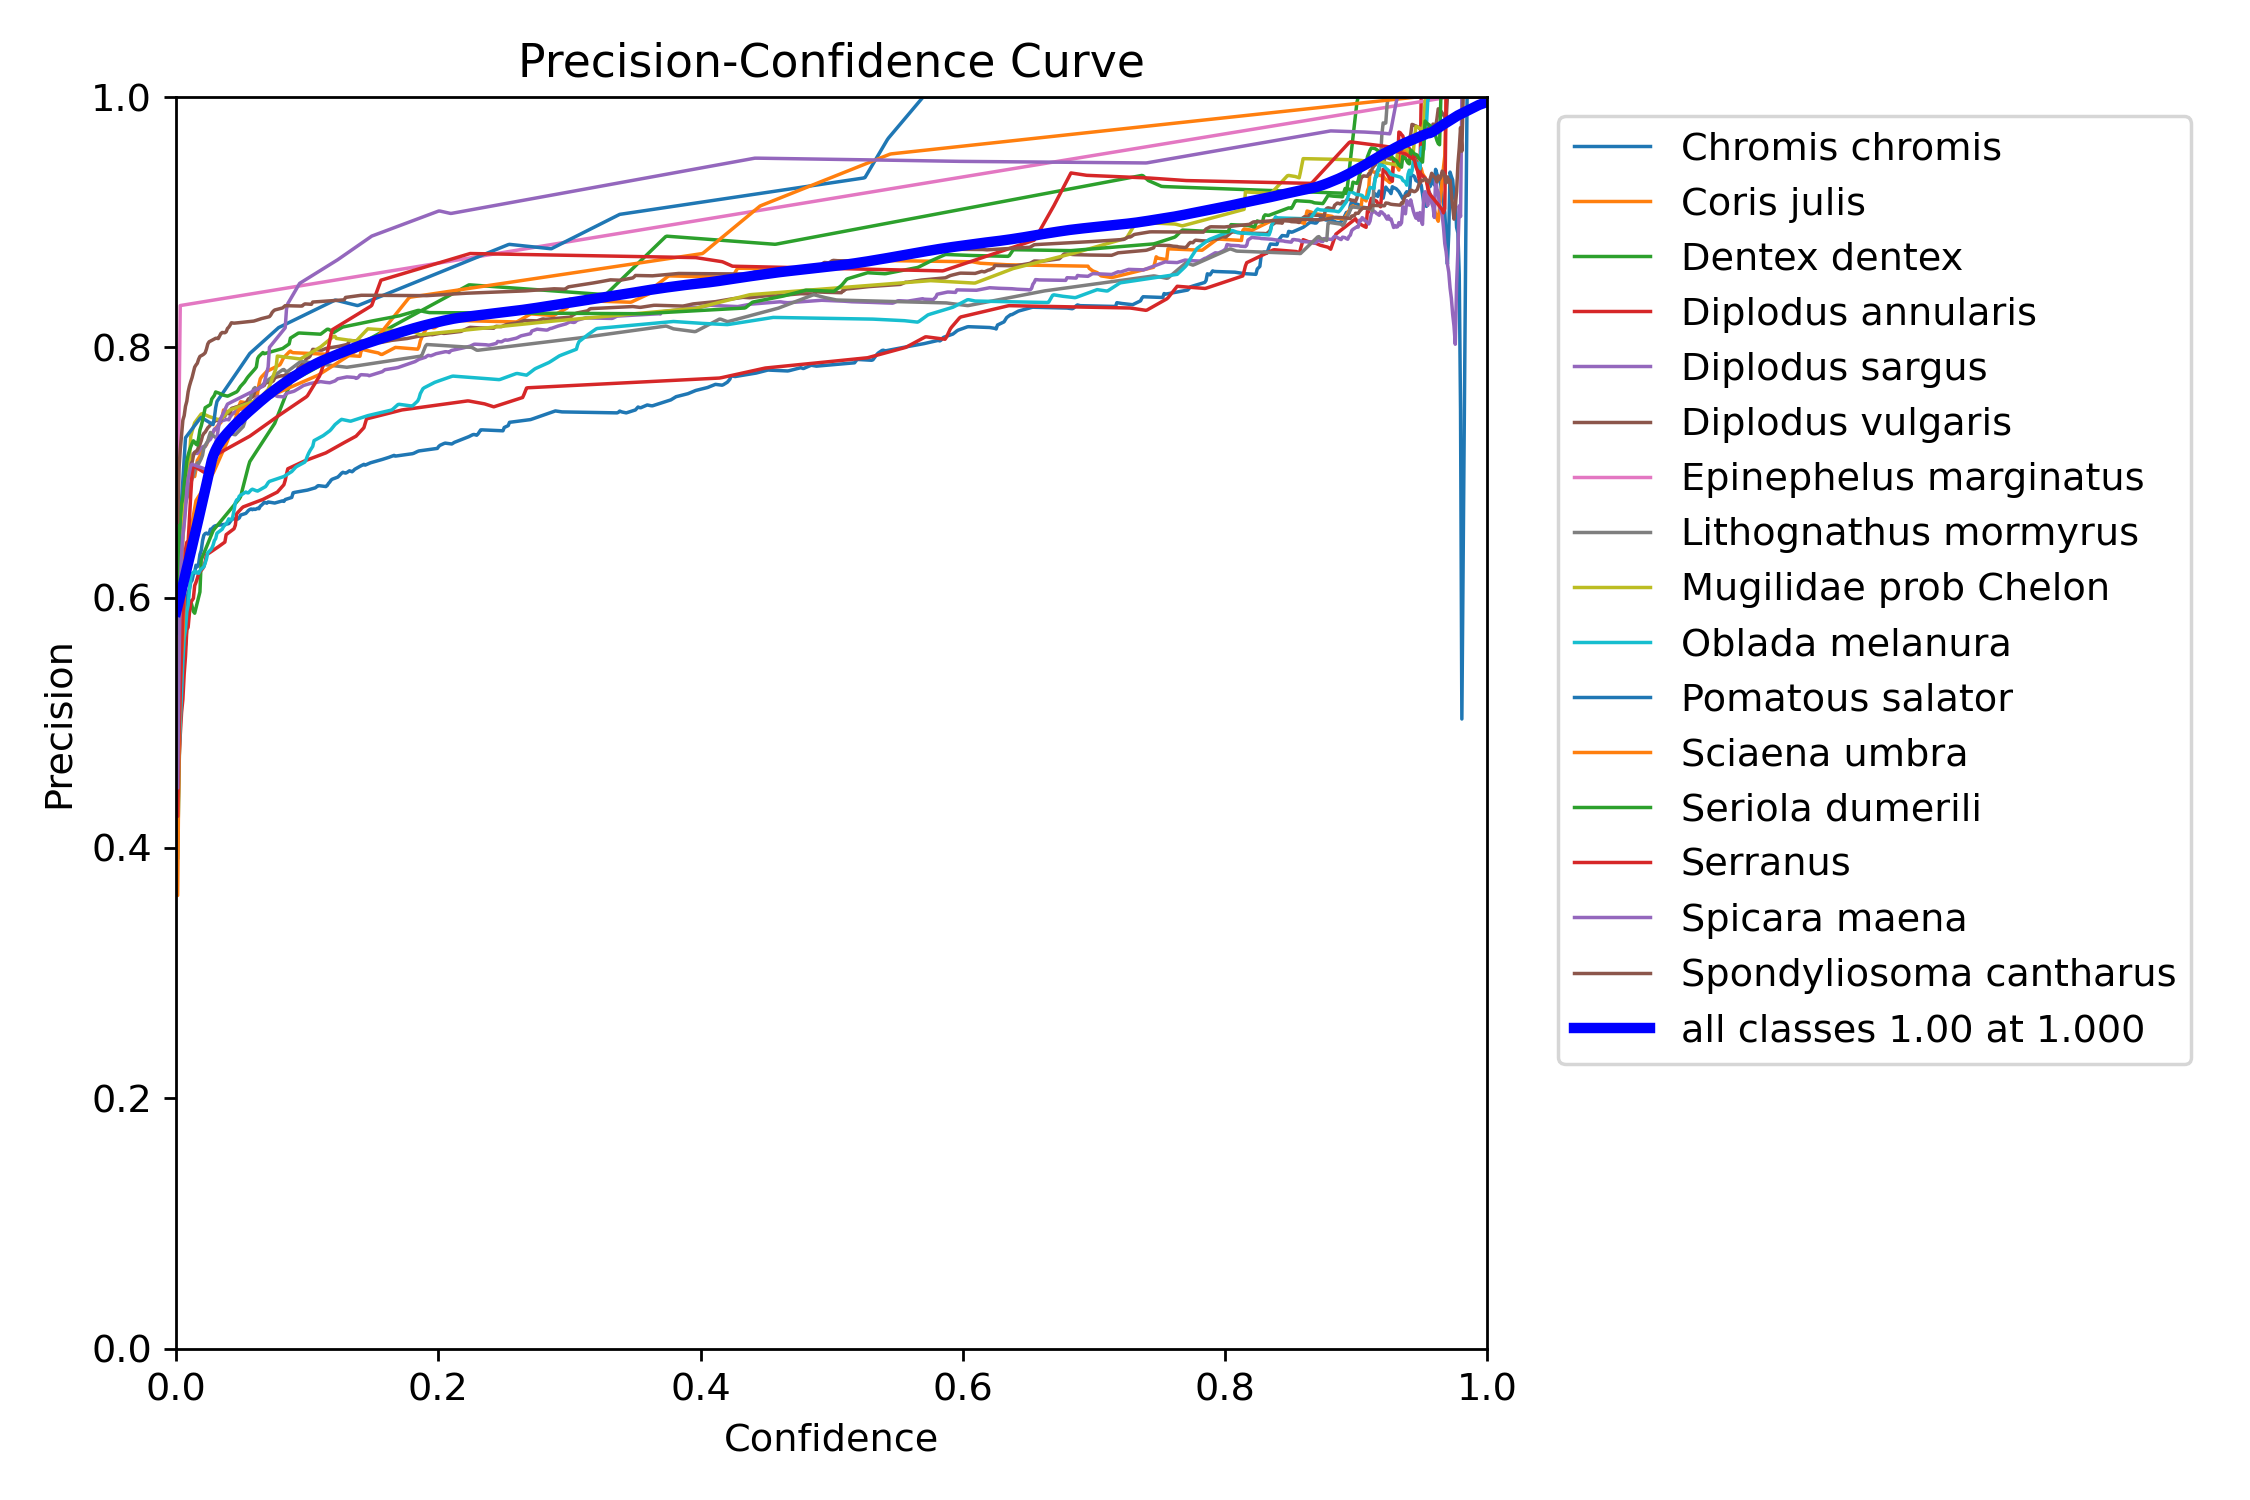 Precision-Confidence Curve
1.0
0.8
0.6
0.4
0.2
0.0
Precision
0.0 0.2 0.4 0.6 0.8 1.0
Confidence
Chromis chromis
Coris julis
Dentex dentex
Diplodus annularis
Diplodus sargus
Diplodus vulgaris
Epinephelus marginatus
Lithognathus mormyrus
Mugilidae prob Chelon
Oblada melanura
Pomatous salator
Sciaena umbra
Seriola dumerili
Serranus
Spicara maena
Spondyliosoma cantharus
all classes 1.00 at 1.000